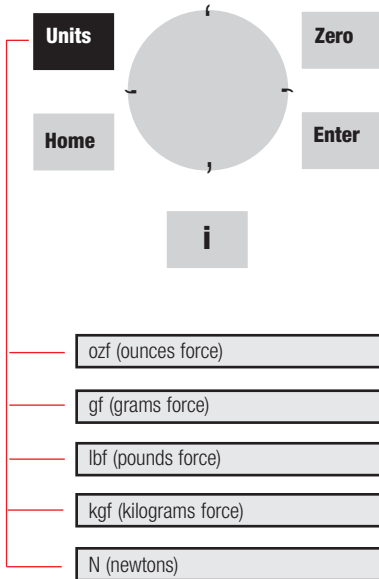 Units
Zero
Home
Enter
i
ozf (ounces force)
gf (grams force)
lbf (pounds force)
kgf (kilograms force)
N (newtons)